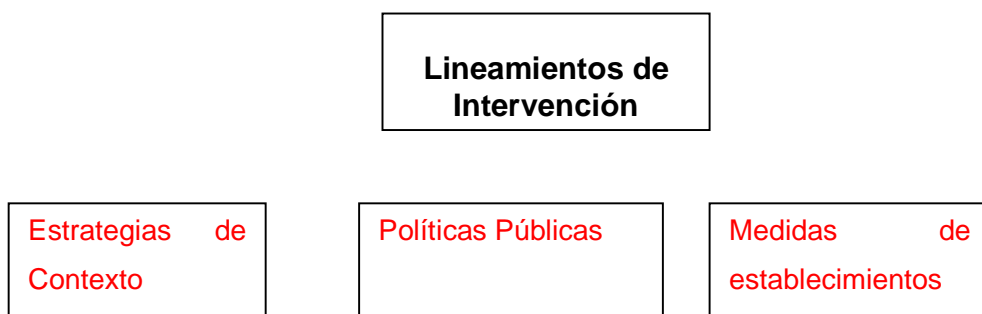 Lineamientos de
Intervención
Estrategias de
Contexto
Políticas Públicas
Medidas de
establecimientos